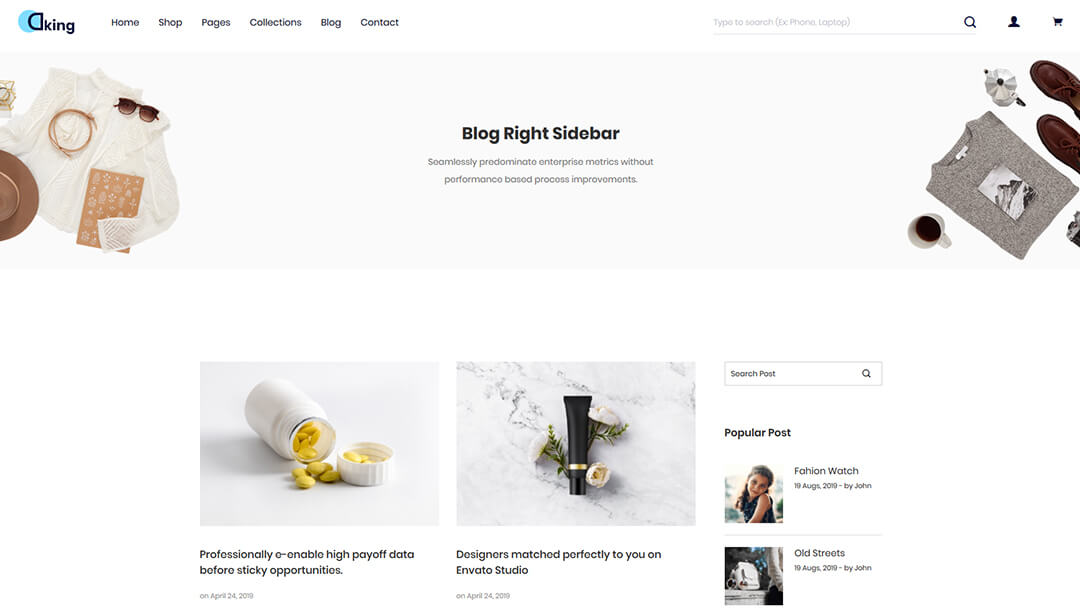 Dking
Home Shop Pages Collections Blog Contact
Type to search (Ex: Phone, Laptop)
Blog Right Sidebar
Seamlessly predominate enterprise metrics without
performance based process improvements.
Professionally e-enable high payoff data
before sticky opportunities.
on April 24, 2019
Designers matched perfectly to you on
Envato Studio
on April 24, 2019
Search Post
Popular Post
Fahion Watch
19 Augs, 2019 - by John
Old Streets
19 Augs, 2019 - by John